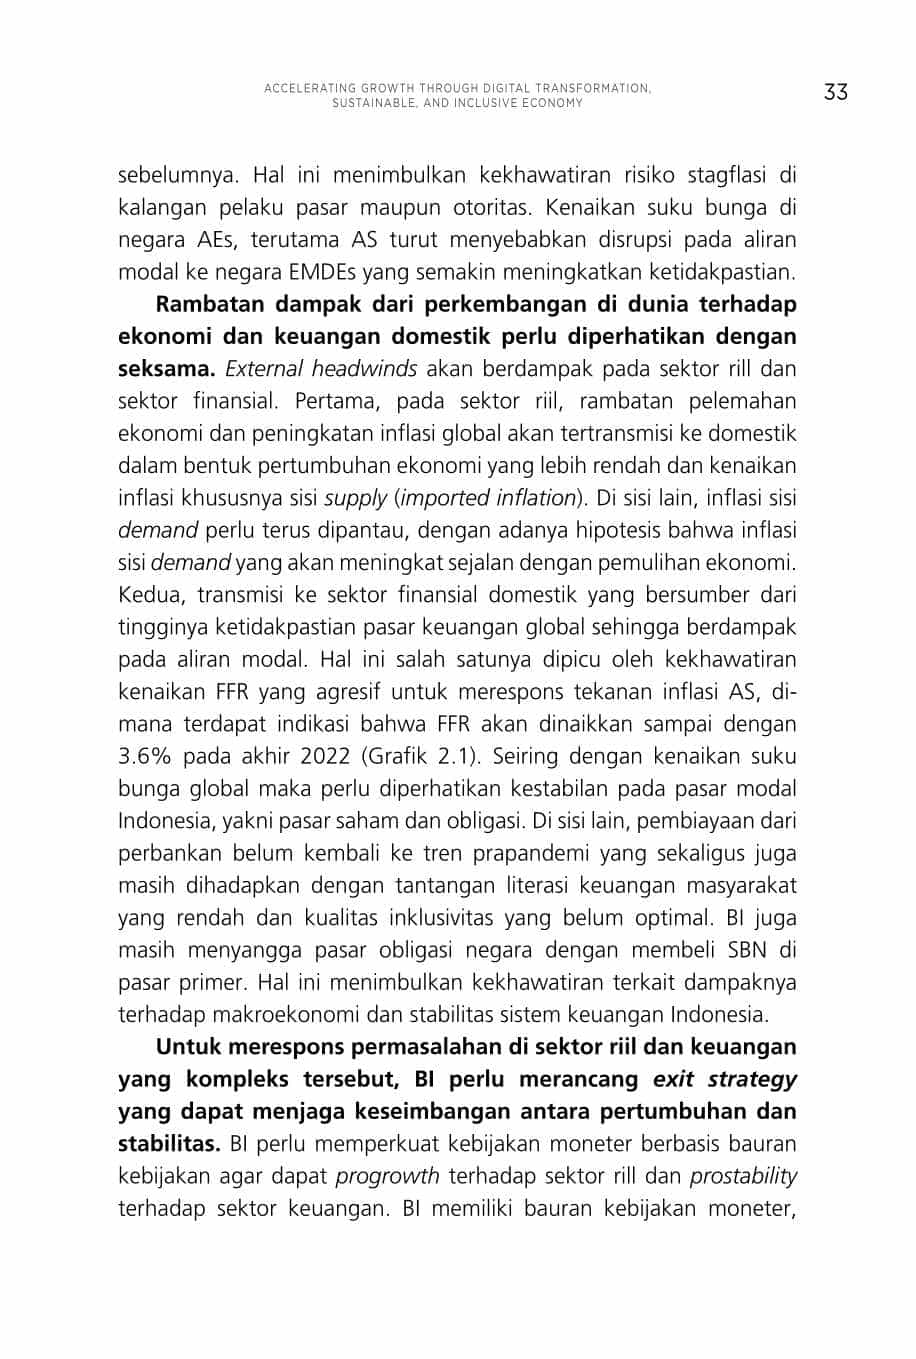 ACCELERATING GROWTH THROUGH DIGITAL TRANSFORMATION,
SUSTAINABLE, AND INCLUSIVE ECONOMY
33
sebelumnya. Hal ini menimbulkan kekhawatiran risiko stagflasi di
kalangan pelaku pasar maupun otoritas. Kenaikan suku bunga di
negara AEs, terutama AS turut menyebabkan disrupsi pada aliran
modal ke negara EMDEs yang semakin meningkatkan ketidakpastian.
Rambatan dampak dari perkembangan di dunia terhadap
ekonomi dan keuangan domestik perlu diperhatikan dengan
seksama. External headwinds akan berdampak pada sektor rill dan
sektor finansial. Pertama, pada sektor riil, rambatan pelemahan
ekonomi dan peningkatan inflasi global akan tertransmisi ke domestik
dalam bentuk pertumbuhan ekonomi yang lebih rendah dan kenaikan
inflasi khususnya sisi supply (imported inflation). Di sisi lain, inflasi sisi
demand perlu terus dipantau, dengan adanya hipotesis bahwa inflasi
sisi demand yang akan meningkat sejalan dengan pemulihan ekonomi.
Kedua, transmisi ke sektor finansial domestik yang bersumber dari
tingginya ketidakpastian pasar keuangan global sehingga berdampak
pada aliran modal. Hal ini salah satunya dipicu oleh kekhawatiran
kenaikan FFR yang agresif untuk merespons tekanan inflasi AS, di-
mana terdapat indikasi bahwa FFR akan dinaikkan sampai dengan
3.6% pada akhir 2022 (Grafik 2.1). Seiring dengan kenaikan suku
bunga global maka perlu diperhatikan kestabilan pada pasar modal
Indonesia, yakni pasar saham dan obligasi. Di sisi lain, pembiayaan dari
perbankan belum kembali ke tren prapandemi yang sekaligus juga
masih dihadapkan dengan tantangan literasi keuangan masyarakat
yang rendah dan kualitas inklusivitas yang belum optimal. BI juga
masih menyangga pasar obligasi negara dengan membeli SBN di
pasar primer. Hal ini menimbulkan kekhawatiran terkait dampaknya
terhadap makroekonomi dan stabilitas sistem keuangan Indonesia.
Untuk merespons permasalahan di sektor riil dan keuangan
yang kompleks tersebut, BI perlu merancang exit strategy
yang dapat menjaga keseimbangan antara pertumbuhan dan
stabilitas. BI perlu memperkuat kebijakan moneter berbasis bauran
kebijakan agar dapat progrowth terhadap sektor rill dan prostability
terhadap sektor keuangan. BI memiliki bauran kebijakan moneter,